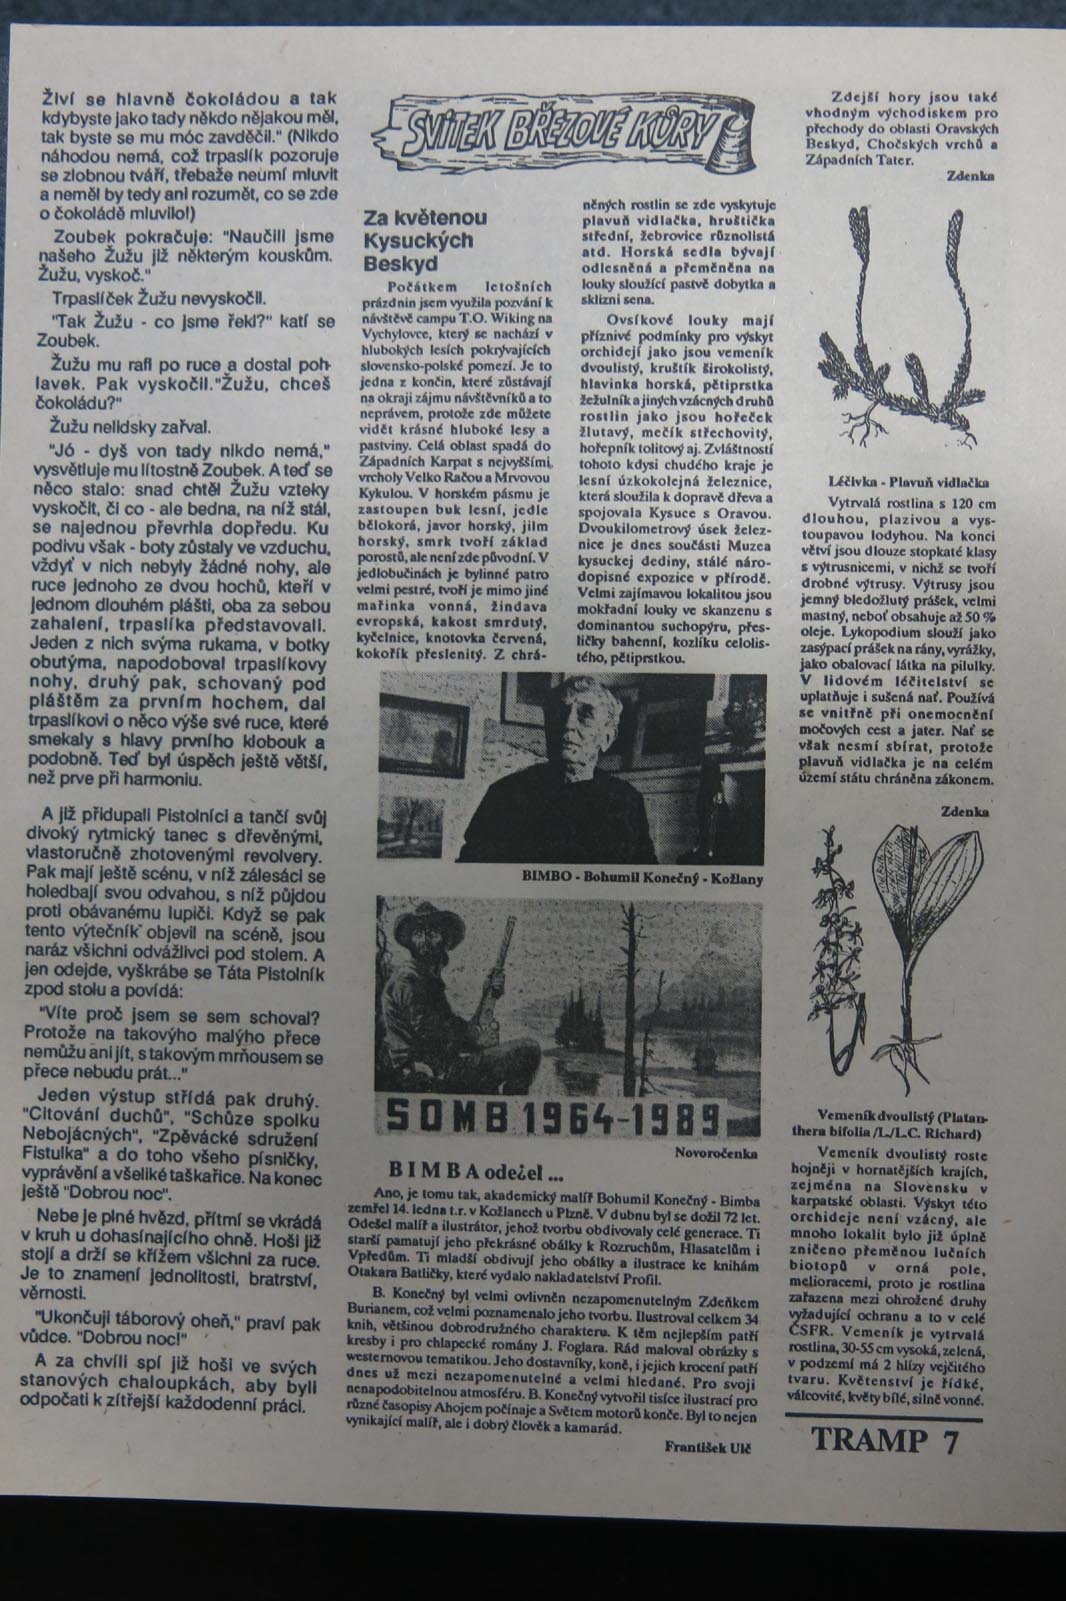 Živí se hlavně čokoládou a tak
kdybyste jako tady někdo nějakou měl,
tak byste se mu móc zavděčil." (Nikdo
náhodou nemá, což trpaslík pozoruje
se zlobnou tváří, třebaže neumí mluvit
a neměl by tedy ani rozumět, co se zde
o čokoládě mluvilo!)
Zoubek pokračuje: "Naučili jsme
našeho Žužu již některým kouskům.
Žužu, vyskoč."
Trpaslíček Žužu nevyskočil.
"Tak Žužu - co jsme řekl?" katí se
Zoubek.
Žužu mu rafl po ruce a dostal poh-
lavek. Pak vyskočil."Žužu, chceš
čokoládu?"
Žužu nelidsky zařval.
"Jó - dyš von tady nikdo nemá,"
vysvětluje mu lítostně Zoubek. A teď se
něco stalo: snad chtěl Žužu vzteky
vyskočit, či co - ale bedna, na níž stál,
se najednou převrhla dopředu. Ku
podivu však - boty zůstaly ve vzduchu,
vždyť v nich nebyly žádné nohy, ale
ruce jednoho ze dvou hochů, kteří v
jednom dlouhém plášti, oba za sebou
zahalení, trpaslíka představovali.
Jeden z nich svýma rukama, v botky
obutýma, napodoboval trpaslíkovy
nohy, druhý pak, schovaný pod
pláštěm za prvním hochem, dal
trpaslíkovi o něco výše své ruce, které
smekaly s hlavy prvního klobouk a
podobně. Teď byl úspěch ještě větší,
než prve při harmoniu.
A již přidupali Pistolníci a tančí svůj
divoký rytmický tanec s dřevěnými,
vlastoručně zhotovenými revolvery.
Pak mají ještě scénu, v níž zálesáci se
holedbají svou odvahou, s níž půjdou
proti obávanému lupiči. Když se pak
tento výtečník objevil na scéně, jsou
naráz všichni odvážlivci pod stolem. A
jen odejde, vyškrábe se Táta Pistolník
zpod stolu a povídá:
"Víte proč jsem se sem schoval?
Protože na takovýho malýho přece
nemůžu ani jít, s takovým mrňousem se
přece nebudu prát..."
Jeden výstup střídá pak druhý.
"Citování duchů", "Schůze spolku
Nebojácných", "Zpěvácké sdružení
Fistulka" a do toho všeho písničky,
vyprávění a všeliké taškařice. Na konec
ještě "Dobrou noc".
Nebe je plné hvězd, přítmí se vkrádá
v kruh u dohasínajícího ohně. Hoši již
stojí a drží se křížem všichni za ruce.
Je to znamení jednolitosti, bratrství,
věrnosti.
"Ukončuji táborový oheň," praví pak
vůdce. "Dobrou noc!"
A za chvíli spí již hoši ve svých
stanových chaloupkách, aby byli
odpočati k zítřejší každodenní práci.
SVITEK BŘEZOVÉ KŮRY
Za květenou
Kysuckých
Beskyd
Počátkem letošních
prázdnin jsem využila pozvání k
návštěvě campu T.O. Wiking na
Vychylovce, který se nachází v
hlubokých lesích pokrývajících
slovensko-polské pomezí. Je to
jedna z končin, které zůstávají
na okraji zájmu návštěvníků a to
neprávem, protože zde můžete
vidět krásné hluboké lesy a
pastviny. Celá oblast spadá do
Západních Karpat s nejvyššími
vrcholy Velko Račou a Mrvovou
Kykulou. V horském pásmu je
zastoupen buk lesní, jedle
bělokorá, javor horský, jilm
horský, smrk tvoří základ
porostů, ale není zde původní. V
jedlobučinách je bylinné patro
velmi pestré, tvoří je mimo jiné
mařinka vonná, žindava
evropská, kakost smrdutý,
kyčelnice, knotovka červená,
kokořík přeslenitý. Z chrá-
něných rostlin se zde vyskytuje
plavuň vidlačka, hruštička
střední, žebrovice různolistá
atd. Horská sedla bývají
odlesněná a přeměněna na
louky sloužící pastvě dobytka a
sklizni sena.
Ovsíkové louky mají
příznivé podmínky pro výskyt
orchidejí jako jsou vemeník
dvoulistý, kruštík širokolistý,
hlavinka horská, pětiprstka
žežulník a jiných vzácných druhů
rostlin jako jsou hořeček
žlutavý, mečík střechovitý,
hořepník tolitový aj. Zvláštností
tohoto kdysi chudého kraje je
lesní úzkokolejná železnice,
která sloužila k dopravě dřeva a
spojovala Kysuce s Oravou.
Dvoukilometrový úsek želez-
nice je dnes součásti Muzea
kysuckej dediny, stálé náro-
dopisné expozice v přírodě.
Velmi zajímavou lokalitou jsou
mokřadní louky ve skanzenu s
dominantou suchopýru, přes-
ličky bahenní, kozlíku celolis-
tého, pětiprstkou.
Zdejší hory jsou také
vhodným východiskem pro
přechody do oblasti Oravských
Beskyd, Chočských vrchů a
Západních Tater.
Zdenka
Léčivka - Plavuň vidlačka
Vytrvalá rostlina s 120 cm
dlouhou, plazivou a vys-
toupavou lodyhou. Na konci
větví jsou dlouze stopkaté klasy
s výtrusnicemi, v nichž se tvoří
drobné výtrusy. Výtrusy jsou
jemný bledožlutý prášek, velmi
mastný, neboť obsahuje až 50 %
oleje. Lykopodium slouží jako
zasýpací prášek na rány, vyrážky,
jako obalovací látka na pilulky.
V lidovém léčitelství se
uplatňuje i sušená nať. Používá
se vnitřně při onemocnění
močových cest a jater. Nať se
však nesmí sbírat, protože
plavuň vidlačka je na celém
území státu chráněna zákonem.
Zdenka
BIMBO - Bohumil Konečný - Kožlany
SOMB 1964-1989
Novoročenka
BIMBA odešel ...
Ano, je tomu tak, akademický malíř Bohumil Konečný - Bimba
zemřel 14. ledna t.r. v Kožlanech u Plzně. V dubnu byl se dožil 72 let.
Odešel malíř a ilustrátor, jehož tvorbu obdivovaly celé generace. Ti
starší pamatují jeho překrásné obálky k Rozruchům, Hlasatelům i
Vpředům. Ti mladší obdivují jeho obálky a ilustrace ke knihám
Otakara Batličky, které vydalo nakladatelství Profil.
B. Konečný byl velmi ovlivněn nezapomenutelným Zdeňkem
Burianem, což velmi poznamenalo jeho tvorbu. Ilustroval celkem 34
knih, většinou dobrodružného charakteru. K těm nejlepším patří
kresby i pro chlapecké romány J. Foglara. Rád maloval obrázky s
westernovou tematikou. Jeho dostavníky, koně, i jejich krocení patří
dnes už mezi nezapomenutelné a velmi hledané. Pro svoji
nenapodobitelnou atmosféru. B. Konečný vytvořil tisíce ilustrací pro
různé časopisy Ahojem počínaje a Světem motorů konče. Byl to nejen
vynikající malíř, ale i dobrý člověk a kamarád.
František Ulč
Vemeník dvoulistý (Platan-
thera bifolia /L./L.C. Richard)
Vemeník dvoulistý roste
hojněji v hornatějších krajích,
zejména na Slovensku v
karpatské oblasti. Výskyt této
orchideje není vzácný, ale
mnoho lokalit bylo již úplně
zničeno přeměnou lučních
biotopů v orná pole,
melioracemi, proto je rostlina
zařazena mezi ohrožené druhy
vyžadující ochranu a to v celé
ČSFR. Vemeník je vytrvalá
rostlina, 30-55 cm vysoká, zelená,
v podzemí má 2 hlízy vejčitého
tvaru. Květenství je řídké,
válcovité, květy bílé, silně vonné.
TRAMP 7